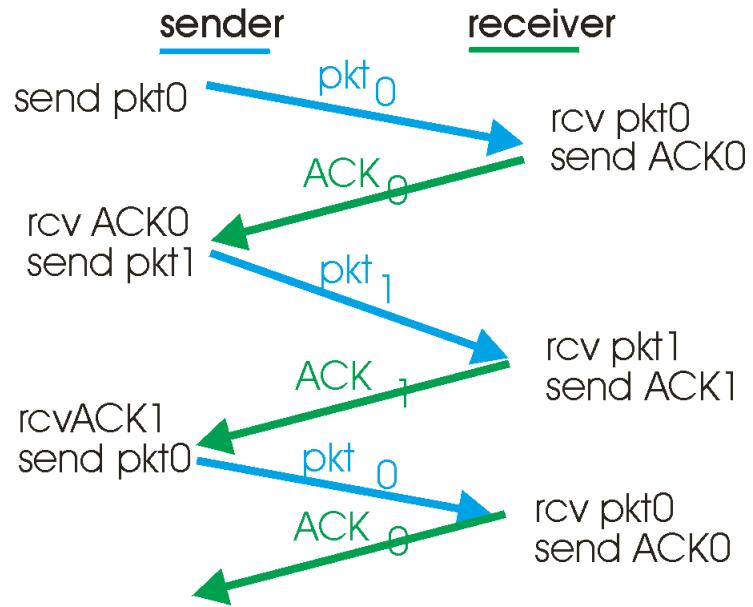 sender receiver
send pkt0
pkt0
rcv pkt0
send ACK0
ACK0
rcv ACK0
send pkt1
pkt1
rcv pkt1
send ACK1
ACK1
rcvACK1
send pkt0
pkt0
rcv pkt0
send ACK0
ACK0